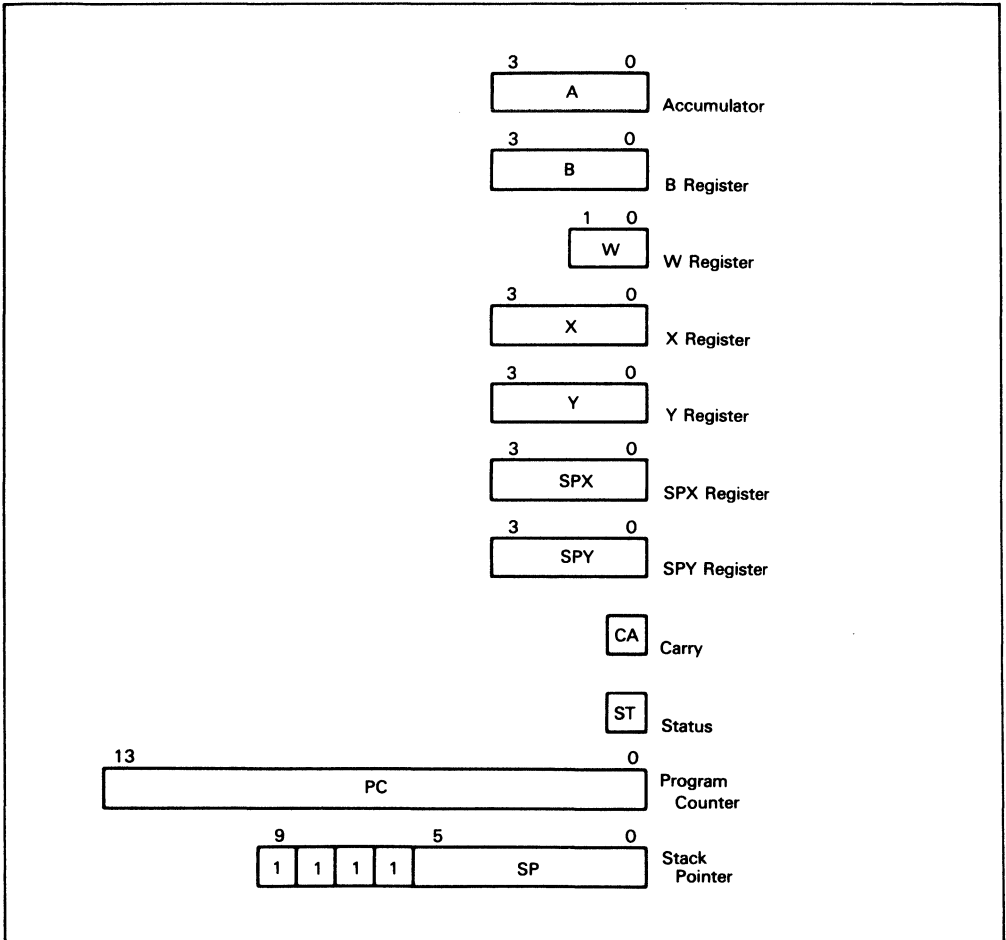 3 0
A
Accumulator
3 0
B
B Register
1 0
W
W Register
3 0
X
X Register
3 0
Y
Y Register
3 0
SPX
SPX Register
3 0
SPY
SPY Register
CA
Carry
ST
Status
13 0
PC
Program
Counter
9 5 0
1 1 1 1 SP
Stack
Pointer